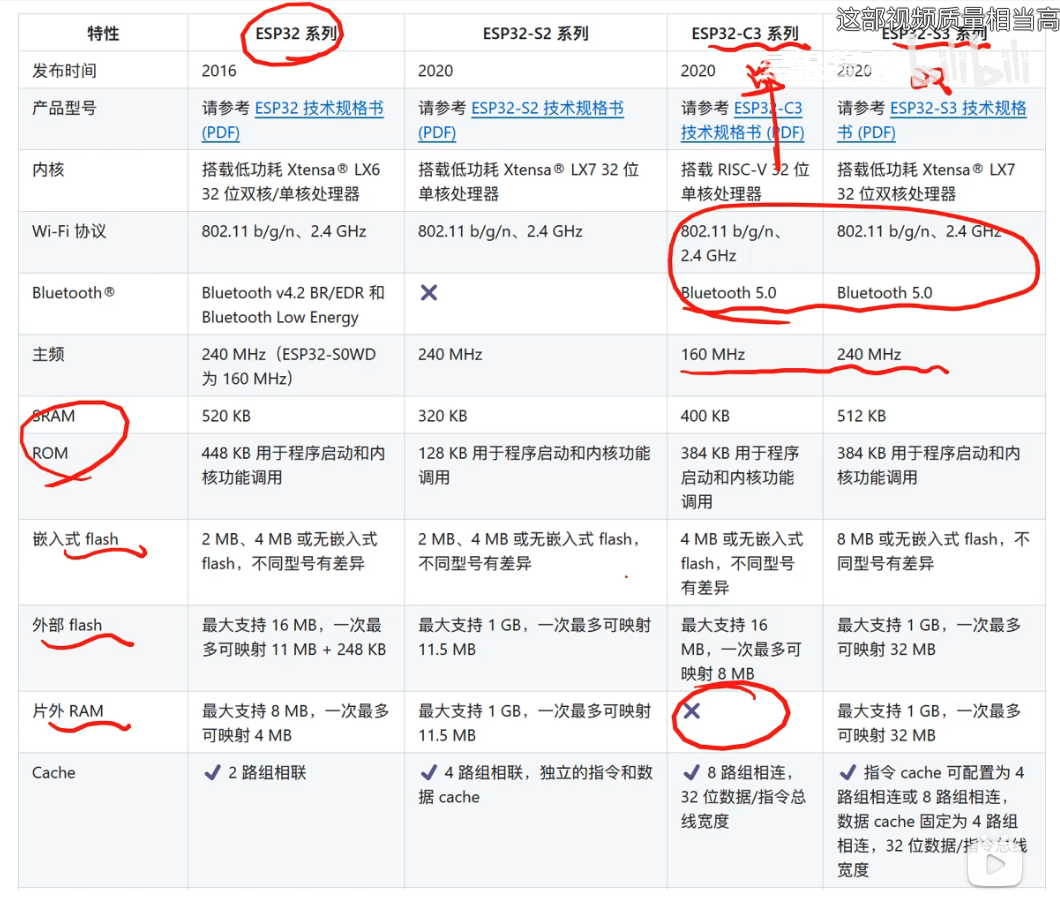 这部视频质量相当高
特性 ESP32 系列 ESP32-S2 系列 ESP32-C3 系列 ESP32-S3 系列
发布时间 2016 2020 2020 2020
单 双
产品型号 请参考 ESP32 技术规格书 请参考 ESP32-S2 技术规格书 请参考 ESP32-C3 请参考 ESP32-S3 技术规格
(PDF) (PDF) 技术规格书 (PDF) 书 (PDF)
内核 搭载低功耗 Xtensa® LX6 搭载低功耗 Xtensa® LX7 32 位 搭载 RISC-V 32 位 搭载低功耗 Xtensa® LX7
32 位双核/单核处理器 单核处理器 单核处理器 32 位双核处理器
Wi-Fi 协议 802.11 b/g/n、2.4 GHz 802.11 b/g/n、2.4 GHz 802.11 b/g/n、 802.11 b/g/n、2.4 GHz
2.4 GHz
Bluetooth® Bluetooth v4.2 BR/EDR 和 Bluetooth 5.0 Bluetooth 5.0
Bluetooth Low Energy
主频 240 MHz（ESP32-S0WD 240 MHz 160 MHz 240 MHz
为 160 MHz）
SRAM 520 KB 320 KB 400 KB 512 KB
ROM 448 KB 用于程序启动和内 128 KB 用于程序启动和内核功能 384 KB 用于程序 384 KB 用于程序启动和内
核功能调用 调用 启动和内核功能 核功能调用
调用
嵌入式 flash 2 MB、4 MB 或无嵌入式 2 MB、4 MB 或无嵌入式 flash， 4 MB 或无嵌入式 8 MB 或无嵌入式 flash，不
flash，不同型号有差异 不同型号有差异 flash，不同型号 同型号有差异
有差异
外部 flash 最大支持 16 MB，一次最 最大支持 1 GB，一次最多可映射 最大支持 16 最大支持 1 GB，一次最多
多可映射 11 MB + 248 KB 11.5 MB MB，一次最多可 可映射 32 MB
映射 8 MB
片外 RAM 最大支持 8 MB，一次最多 最大支持 1 GB，一次最多可映射 最大支持 1 GB，一次最多
可映射 4 MB 11.5 MB 可映射 32 MB
Cache 2 路组相联 4 路组相联，独立的指令和数 8 路组相连， 指令 cache 可配置为 4
据 cache 32 位数据/指令总 路组相连或 8 路组相连，
线宽度 数据 cache 固定为 4 路组
相连，32 位数据/指令总线
宽度